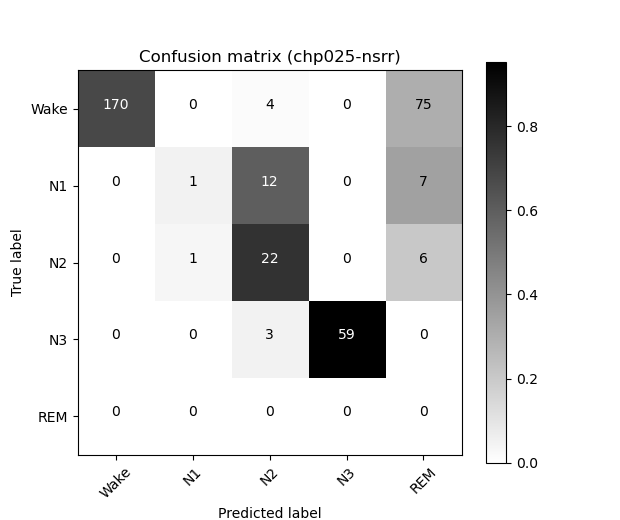 Confusion matrix (chp025-nsrr)
Wake 170 0 4 0 75
N1 0 1 12 0 7
N2 0 1 22 0 6
N3 0 0 3 59 0
REM 0 0 0 0 0
Wake N1 N2 N3 REM
True label
Predicted label
0.8
0.6
0.4
0.2
0.0